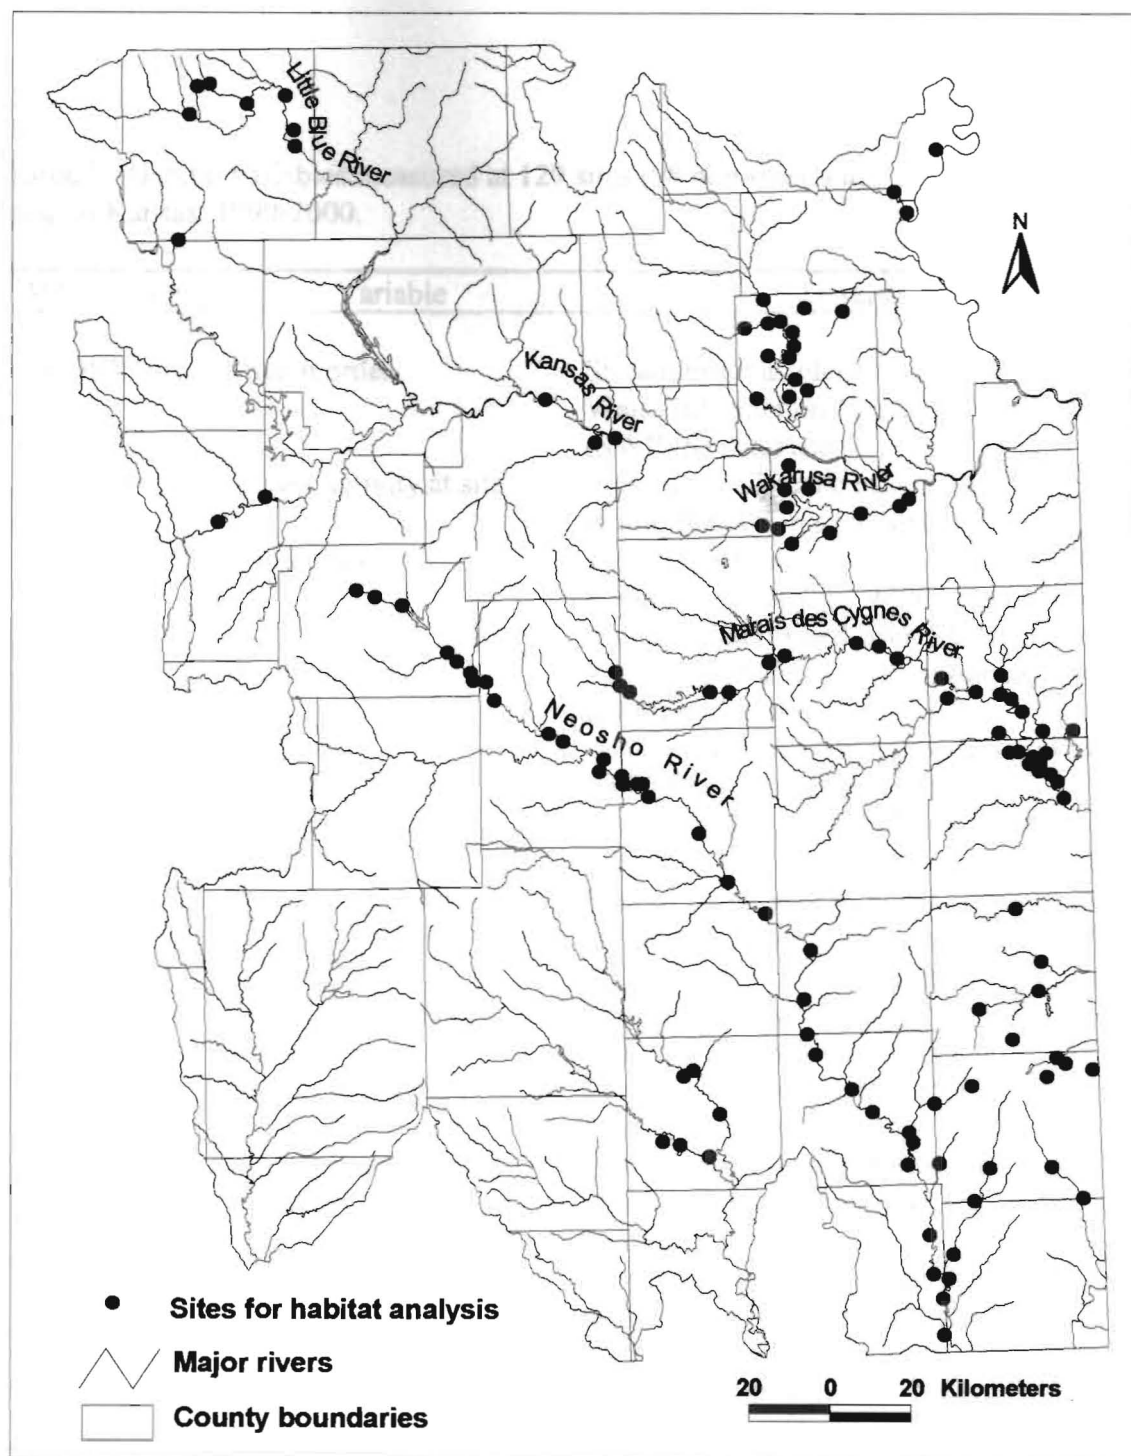 Little Blue River
N
ariable
Kansas River
Wakarusa River
Marais des Cygnes River
Neosho River
Sites for habitat analysis
Major rivers
County boundaries
20 0 20 Kilometers